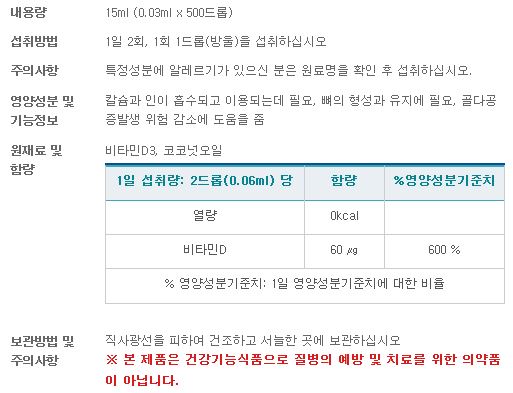 내용량 15ml (0.03ml x 500드롭)
섭취방법 1일 2회, 1회 1드롭(방울)을 섭취하십시오
주의사항 특정성분에 알레르기가 있으신 분은 원료명을 확인 후 섭취하십시오.
영양성분 및 칼슘과 인이 흡수되고 이용되는데 필요, 뼈의 형성과 유지에 필요, 골다공
기능정보 증발생 위험 감소에 도움을 줌
원재료 및 비타민D3, 코코넛오일
함량
1일 섭취량: 2드롭(0.06ml) 당 함량 %영양성분기준치
열량 0kcal
비타민D 60 ㎍ 600 %
% 영양성분기준치: 1일 영양성분기준치에 대한 비율
보관방법 및 직사광선을 피하여 건조하고 서늘한 곳에 보관하십시오
주의사항 ※ 본 제품은 건강기능식품으로 질병의 예방 및 치료를 위한 의약품
이 아닙니다.